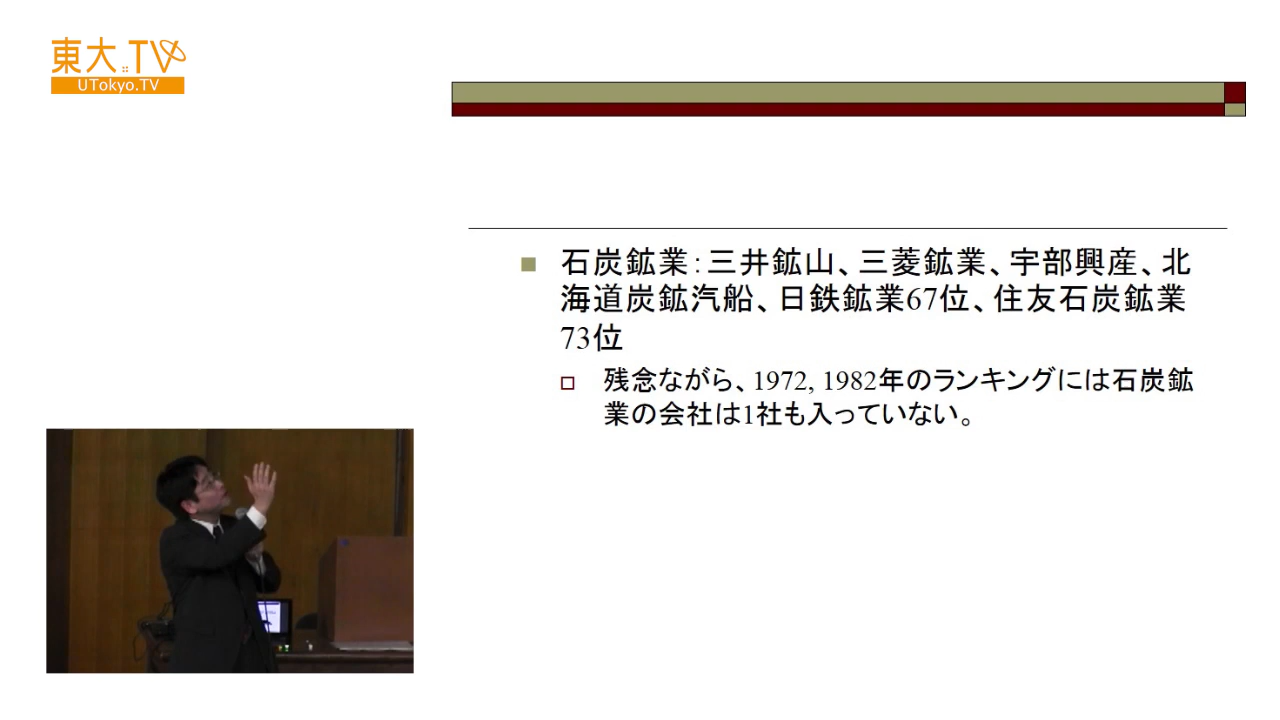 東大TV
UTokyo.TV
石炭鉱業:三井鉱山、三菱鉱業、宇部興産、北
海道炭鉱汽船、日鉄鉱業67位、住友石炭鉱業
73位
残念ながら、1972, 1982年のランキングには石炭鉱
業の会社は1社も入っていない。